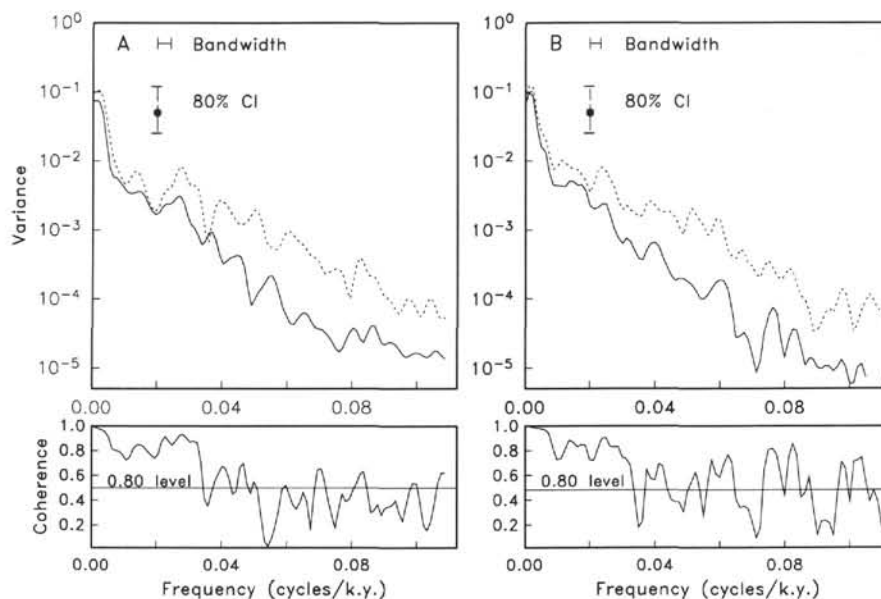 A Bandwidth
80% CI
Variance
10^0
10^-1
10^-2
10^-3
10^-4
10^-5
0.00 0.04 0.08
Coherence
1.0
0.8
0.6
0.4
0.2
0.80 level
0.00 0.04 0.08
Frequency (cycles/k.y.)
B Bandwidth
80% CI
10^0
10^-1
10^-2
10^-3
10^-4
10^-5
0.00 0.04 0.08
1.0
0.8
0.6
0.4
0.2
0.80 level
0.00 0.04 0.08
Frequency (cycles/k.y.)